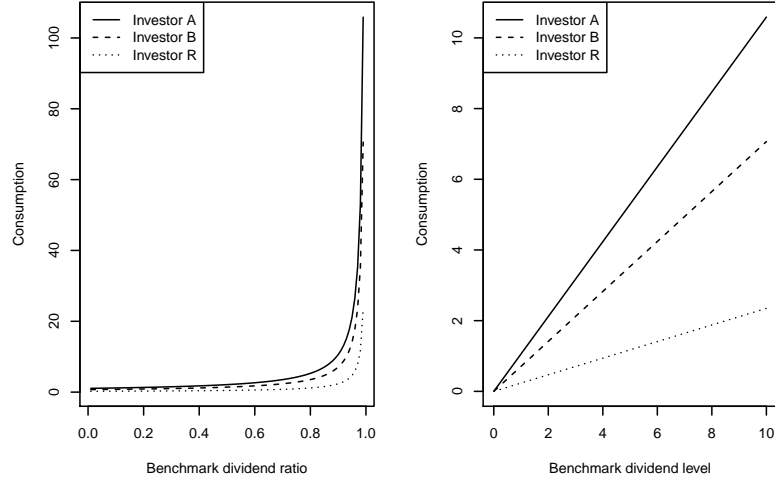 Investor A
Investor B
Investor R
0
20
40
60
80
100
Consumption
0.0 0.2 0.4 0.6 0.8 1.0
Benchmark dividend ratio
Investor A
Investor B
Investor R
0
2
4
6
8
10
Consumption
0 2 4 6 8 10
Benchmark dividend level